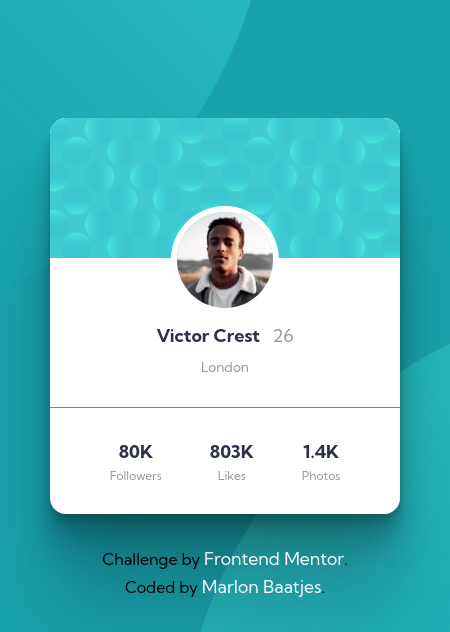 Victor Crest 26
London
80K 803K 1.4K
Followers Likes Photos
Challenge by Frontend Mentor.
Coded by Marlon Baatjes.